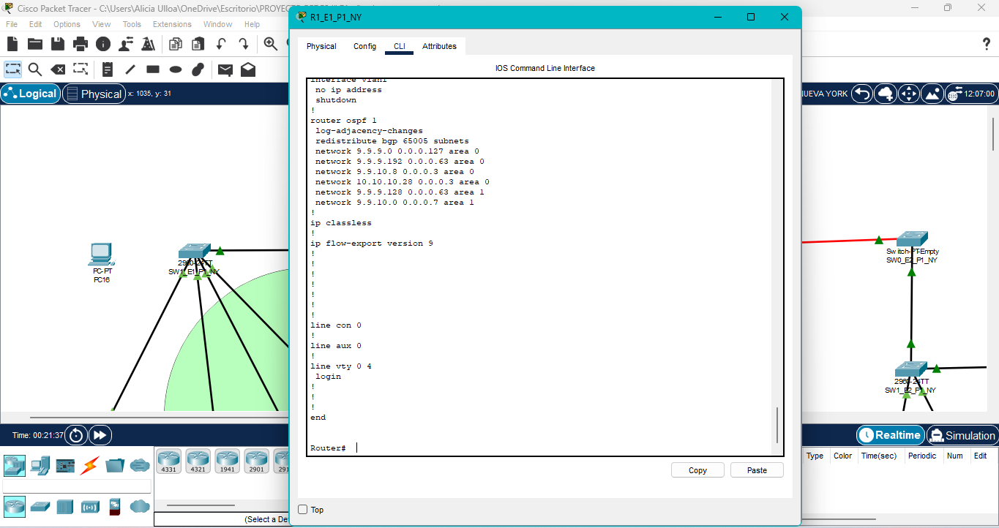 Cisco Packet Tracer - C:\Users\Alicia Ulloa\OneDrive\Escritorio\PROYEC
File Edit Options View Tools Extensions Window Help
R1_E1_P1_NY
Physical Config CLI Attributes
IOS Command Line Interface
Logical
Physical
x: 1035, y: 31
UEVA YORK
12:07:00
interface Vlan1
no ip address
shutdown
!
router ospf 1
log-adjacency-changes
redistribute bgp 65005 subnets
network 9.9.9.0 0.0.0.127 area 0
network 9.9.9.192 0.0.0.63 area 0
network 9.9.10.8 0.0.0.3 area 0
network 10.10.10.28 0.0.0.3 area 0
network 9.9.9.128 0.0.0.63 area 1
network 9.9.10.0 0.0.0.7 area 1
!
ip classless
!
ip flow-export version 9
!
!
!
!
!
!
!
line con 0
!
line aux 0
!
line vty 0 4
login
!
!
!
end
Router#
Copy
Paste
Top
PC-PT
PC16
2960-24TT
SW1_E1_P1_NY
Switch-PT-Empty
SW0_E2_P1_NY
2960-24TT
SW1_E2_P1_NY
Time: 00:21:37
Realtime
Simulation
4331
4321
1941
2901
291
(Select a De
Type Color Time(sec) Periodic Num Edit